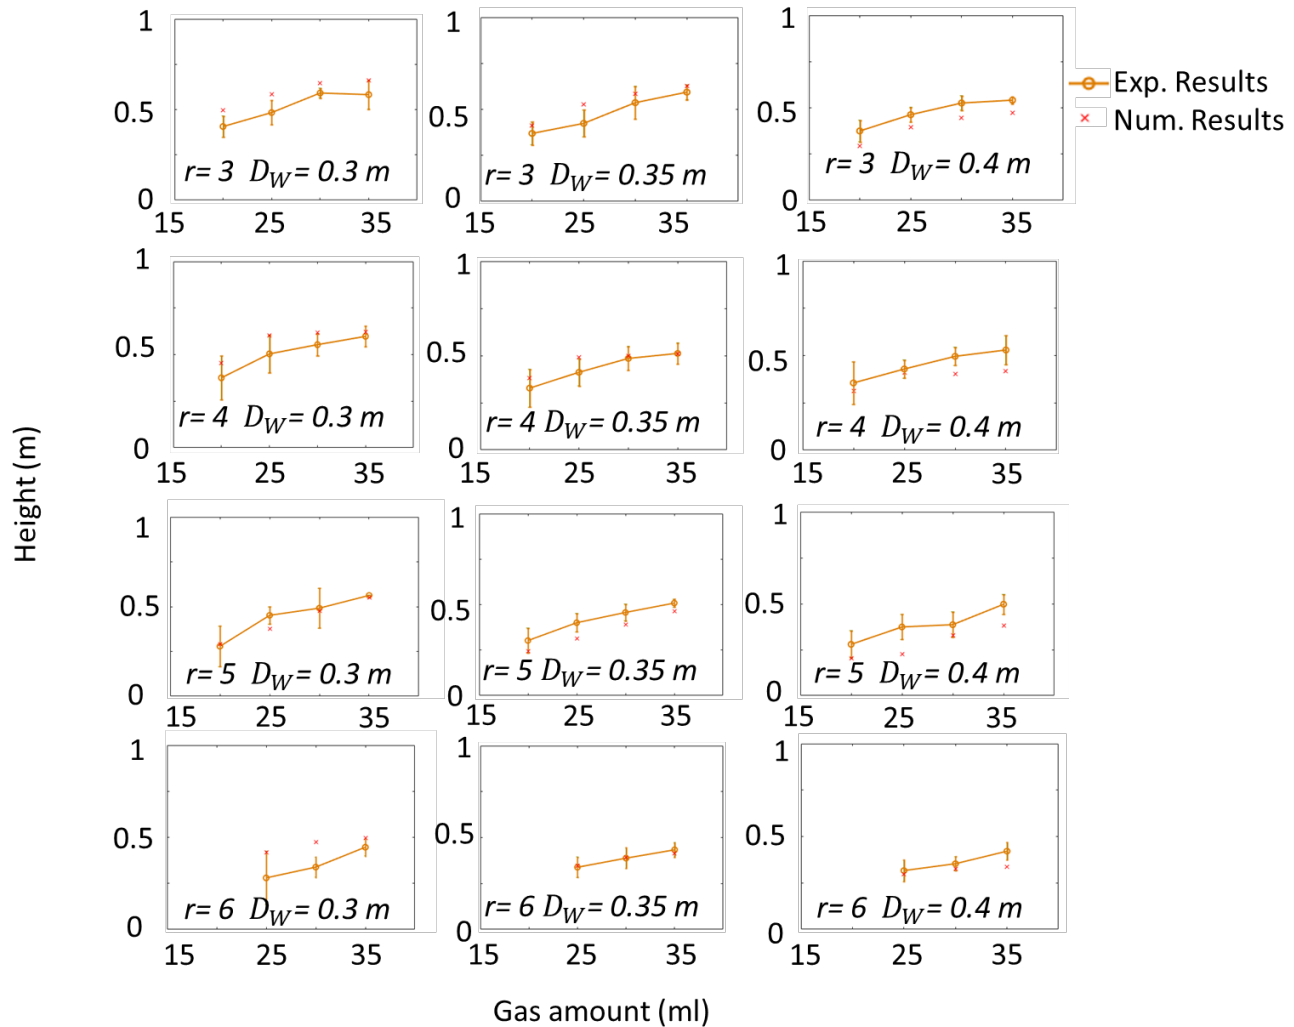 1 1 1
Exp. Results
Num. Results
0.5 0.5 0.5
r= 3 D_W= 0.3 m r= 3 D_W= 0.35 m r= 3 D_W= 0.4 m
0 0 0
15 25 35 15 25 35 15 25 35
1 1 1
0.5 0.5 0.5
r= 4 D_W= 0.3 m r= 4 D_W= 0.35 m r= 4 D_W= 0.4 m
0 0 0
15 25 35 15 25 35 15 25 35
Height (m)
1 1 1
0.5 0.5 0.5
r= 5 D_W= 0.3 m r= 5 D_W= 0.35 m r= 5 D_W= 0.4 m
0 0 0
15 25 35 15 25 35 15 25 35
1 1 1
0.5 0.5 0.5
r= 6 D_W= 0.3 m r= 6 D_W= 0.35 m r= 6 D_W= 0.4 m
0 0 0
15 25 35 15 25 35 15 25 35
Gas amount (ml)